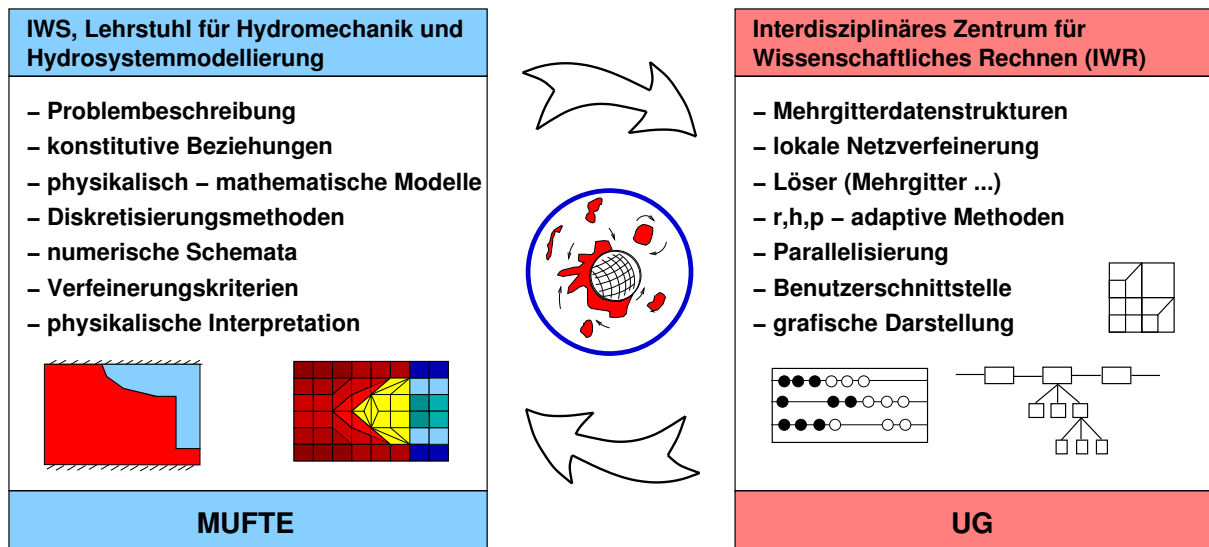 IWS, Lehrstuhl für Hydromechanik und
Hydrosystemmodellierung
– Problembeschreibung
– konstitutive Beziehungen
– physikalisch – mathematische Modelle
– Diskretisierungsmethoden
– numerische Schemata
– Verfeinerungskriterien
– physikalische Interpretation
MUFTE
Interdisziplinäres Zentrum für
Wissenschaftliches Rechnen (IWR)
– Mehrgitterdatenstrukturen
– lokale Netzverfeinerung
– Löser (Mehrgitter ...)
– r,h,p – adaptive Methoden
– Parallelisierung
– Benutzerschnittstelle
– grafische Darstellung
UG